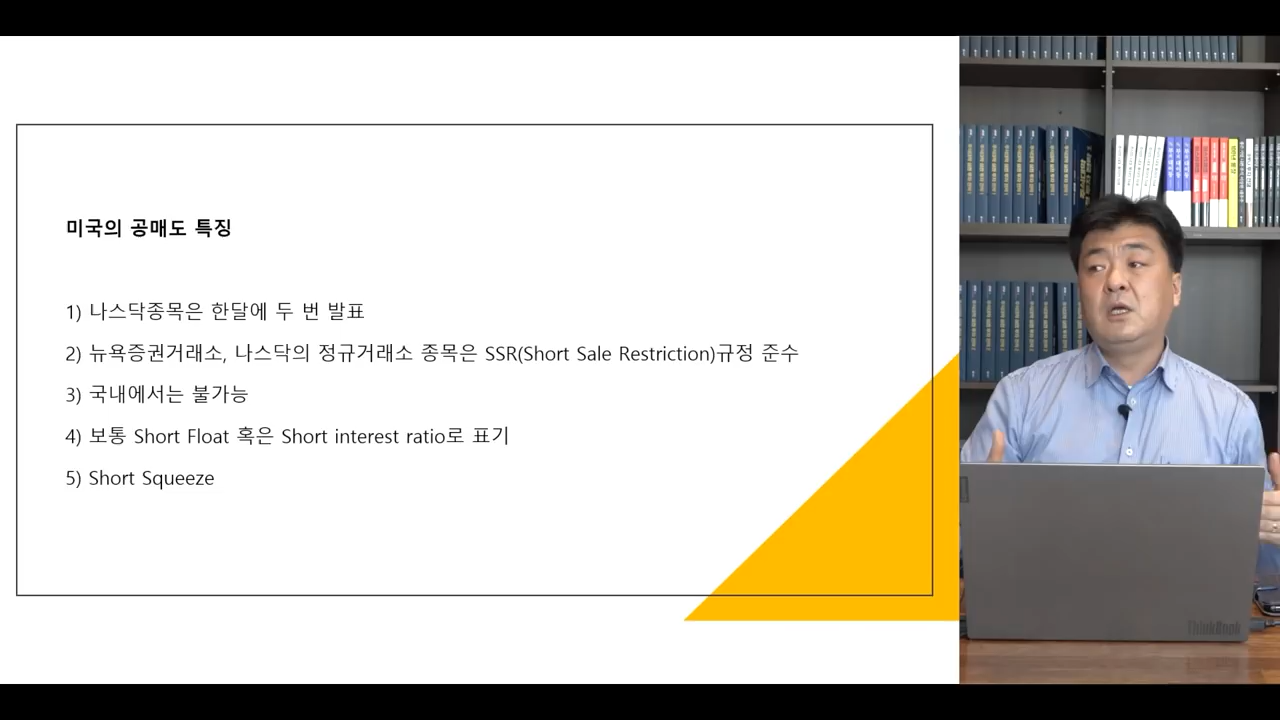 미국의 공매도 특징
1) 나스닥종목은 한달에 두 번 발표
2) 뉴욕증권거래소, 나스닥의 정규거래소 종목은 SSR(Short Sale Restriction)규정 준수
3) 국내에서는 불가능
4) 보통 Short Float 혹은 Short interest ratio로 표기
5) Short Squeeze
ThinkBook